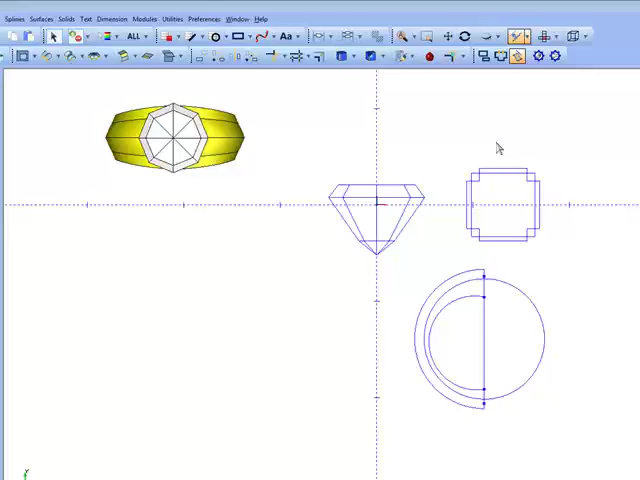 Splines Surfaces Solids Text Dimension Modules Utilities Preferences Window Help
ALL Aa
Y